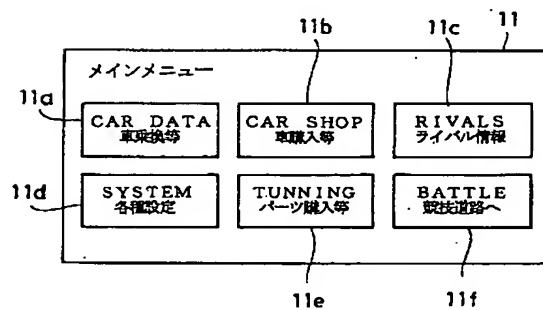 11b
11c
11
メインメニュー
11a
CAR DATA
車乗換等
CAR SHOP
車購入等
RIVALS
ライバル情報
11d
SYSTEM
各種設定
T.UNNING
パーツ購入等
BATTLE
競技道路へ
11e
11f